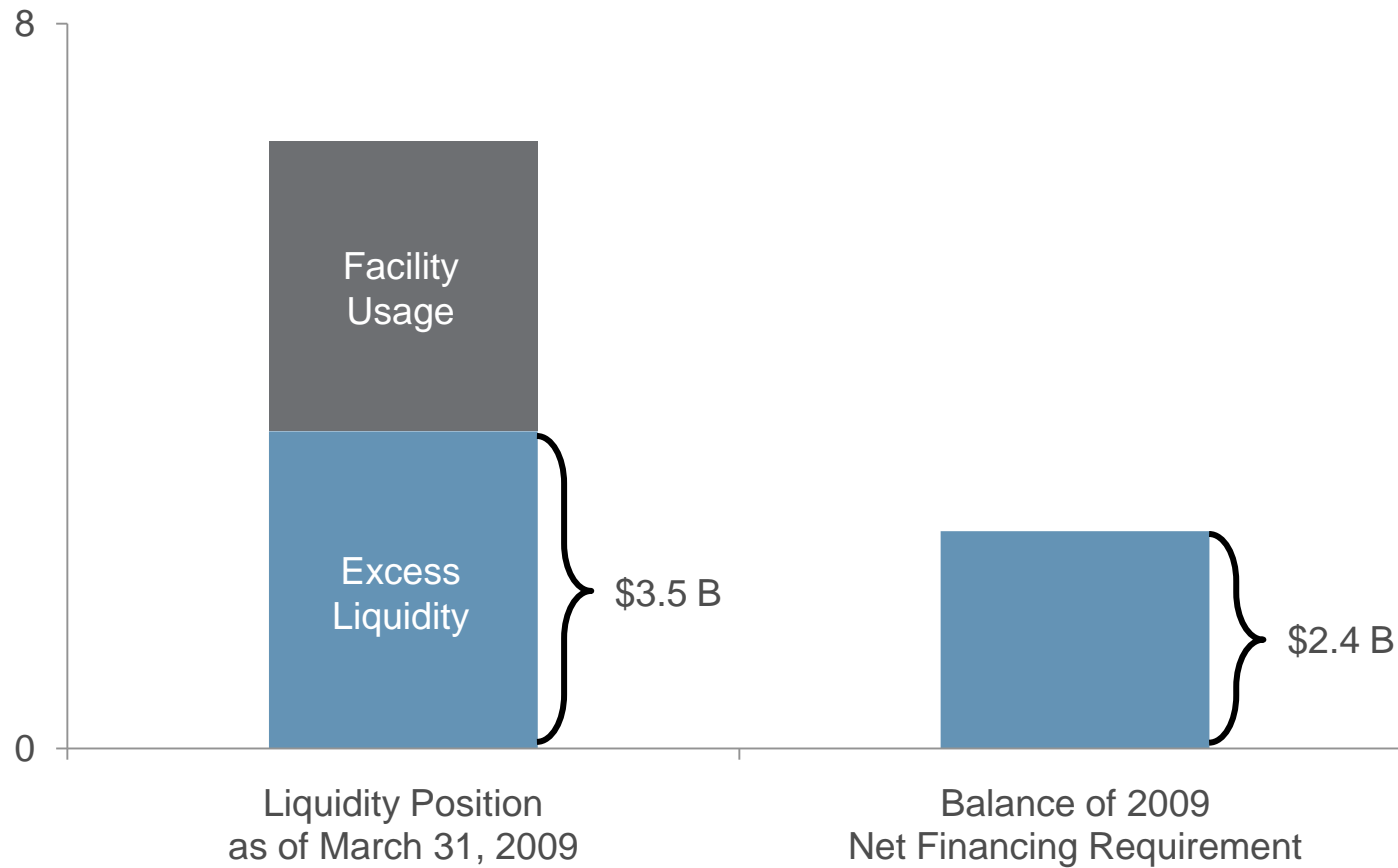 8
Facility
Usage
Excess
Liquidity
$3.5 B
$2.4 B
0
Liquidity Position
as of March 31, 2009
Balance of 2009
Net Financing Requirement